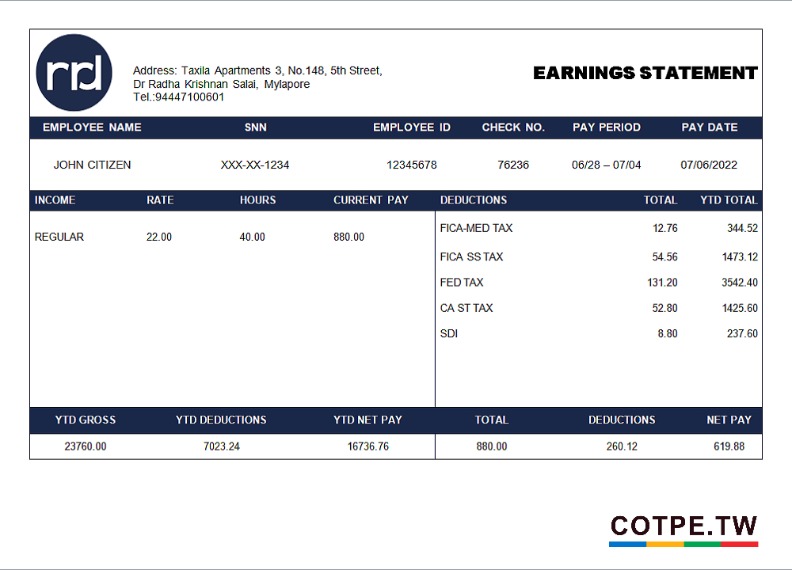 rrd
Address: Taxila Apartments 3, No.148, 5th Street,
Dr Radha Krishnan Salai, Mylapore
Tel.:94447100601
EARNINGS STATEMENT
EMPLOYEE NAME SNN EMPLOYEE ID CHECK NO. PAY PERIOD PAY DATE
JOHN CITIZEN XXX-XX-1234 12345678 76236 06/28 – 07/04 07/06/2022
INCOME RATE HOURS CURRENT PAY DEDUCTIONS TOTAL YTD TOTAL
REGULAR 22.00 40.00 880.00
FICA-MED TAX 12.76 344.52
FICA SS TAX 54.56 1473.12
FED TAX 131.20 3542.40
CA ST TAX 52.80 1425.60
SDI 8.80 237.60
YTD GROSS YTD DEDUCTIONS YTD NET PAY TOTAL DEDUCTIONS NET PAY
23760.00 7023.24 16736.76 880.00 260.12 619.88
COTPE.TW